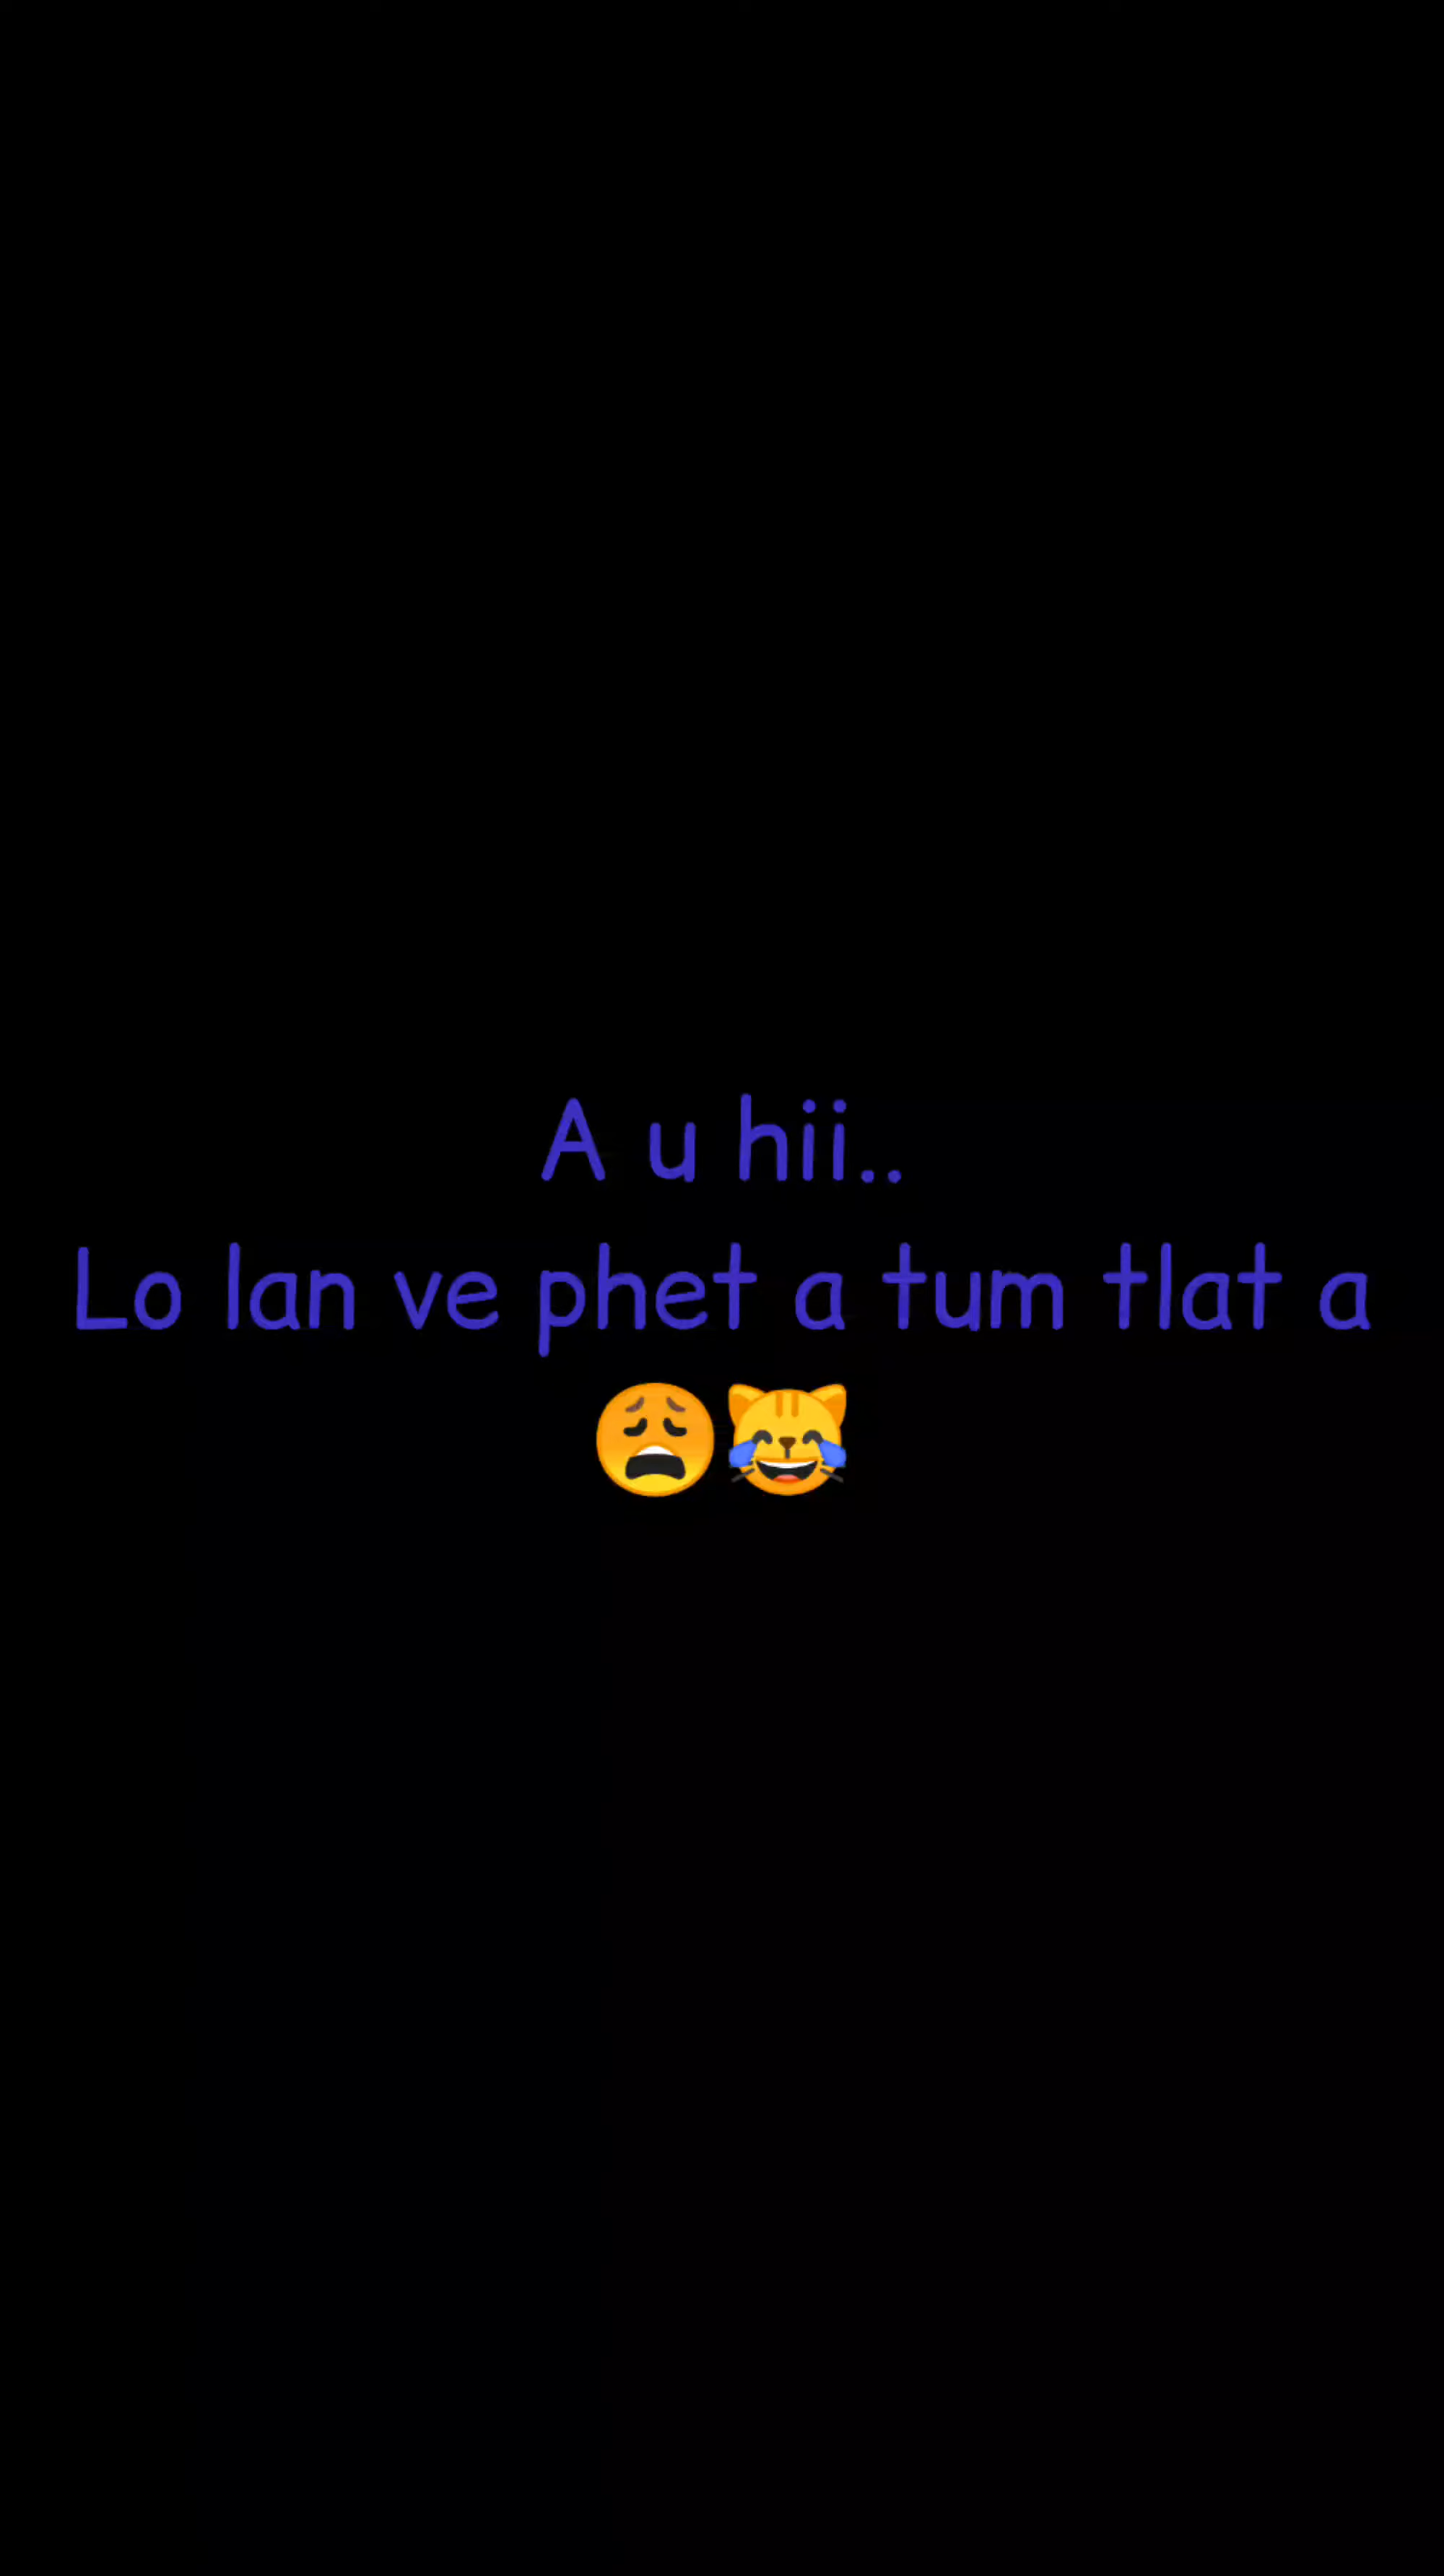 A u hii..
Lo lan ve phet a tum tlat a
😩😹